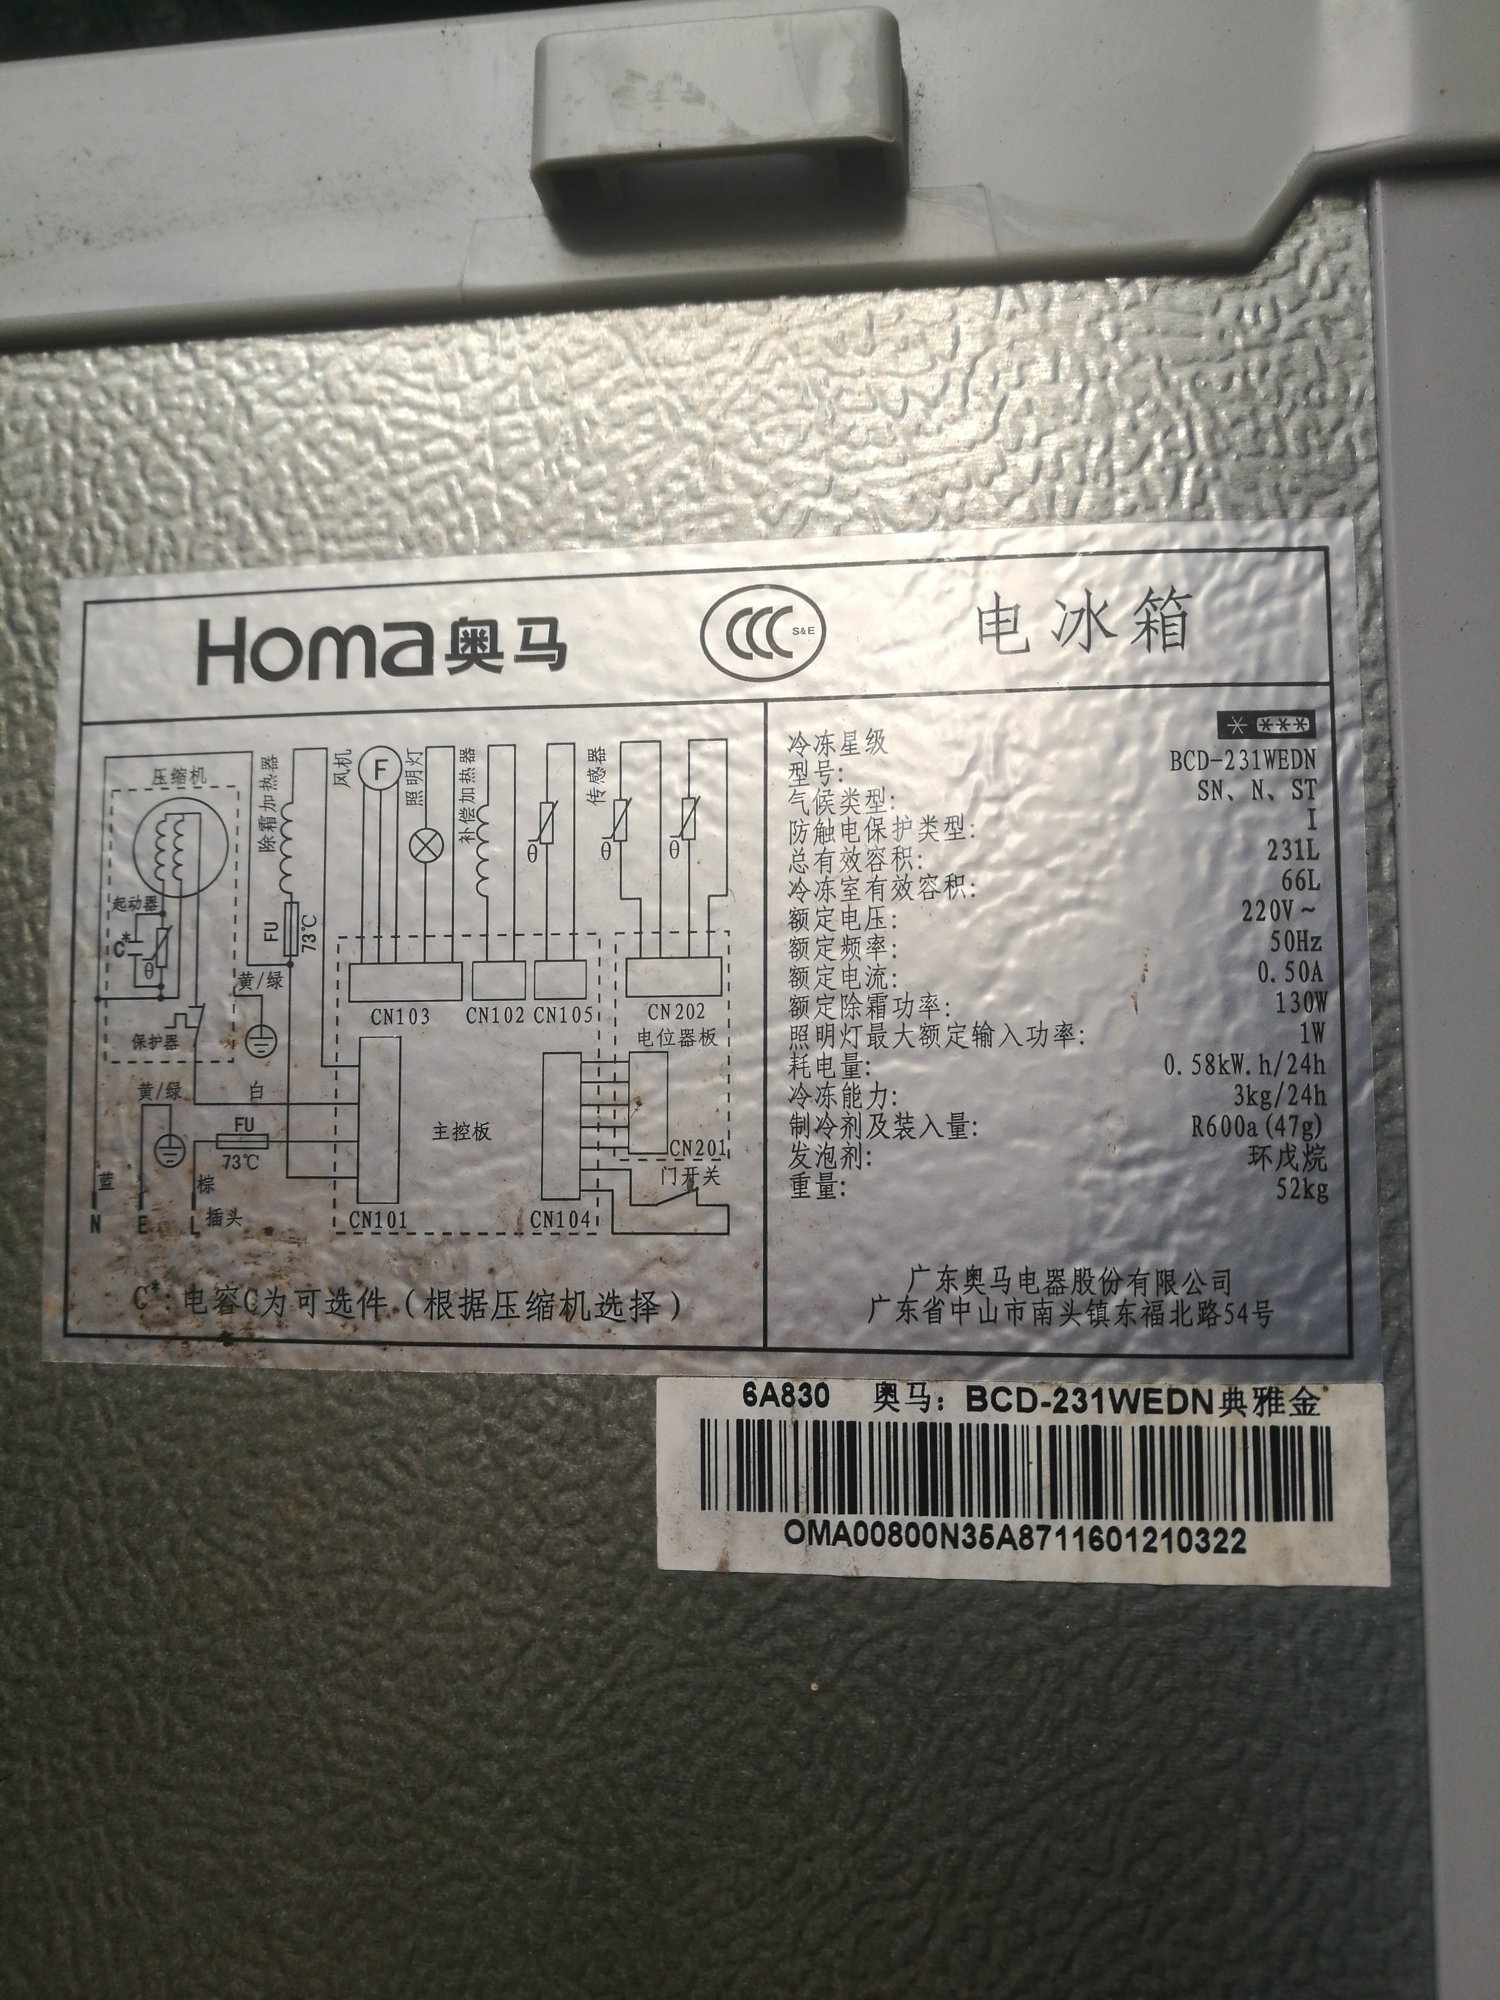 Homa奥马
CCC S&E
电冰箱
压缩机
除霜加热器
风机
F
照明灯
补偿加热器
传感器
θ
θ
θ
起动器
C*
θ
FU
73℃
黄/绿
保护器
CN103
CN102
CN105
CN202
电位器板
黄/绿
白
主控板
FU
73℃
CN201
门开关
蓝
棕
N
E
L
插头
CN101
CN104
C*:电容C为可选件(根据压缩机选择)
冷冻星级 * ***
型号: BCD-231WEDN
气候类型: SN、N、ST
防触电保护类型: I
总有效容积: 231L
冷冻室有效容积: 66L
额定电压: 220V~
额定频率: 50Hz
额定电流: 0.50A
额定除霜功率: 130W
照明灯最大额定输入功率: 1W
耗电量: 0.58kW.h/24h
冷冻能力: 3kg/24h
制冷剂及装入量: R600a(47g)
发泡剂: 环戊烷
重量: 52kg
广东奥马电器股份有限公司
广东省中山市南头镇东福北路54号
6A830 奥马: BCD-231WEDN典雅金
OMA00800N35A8711601210322